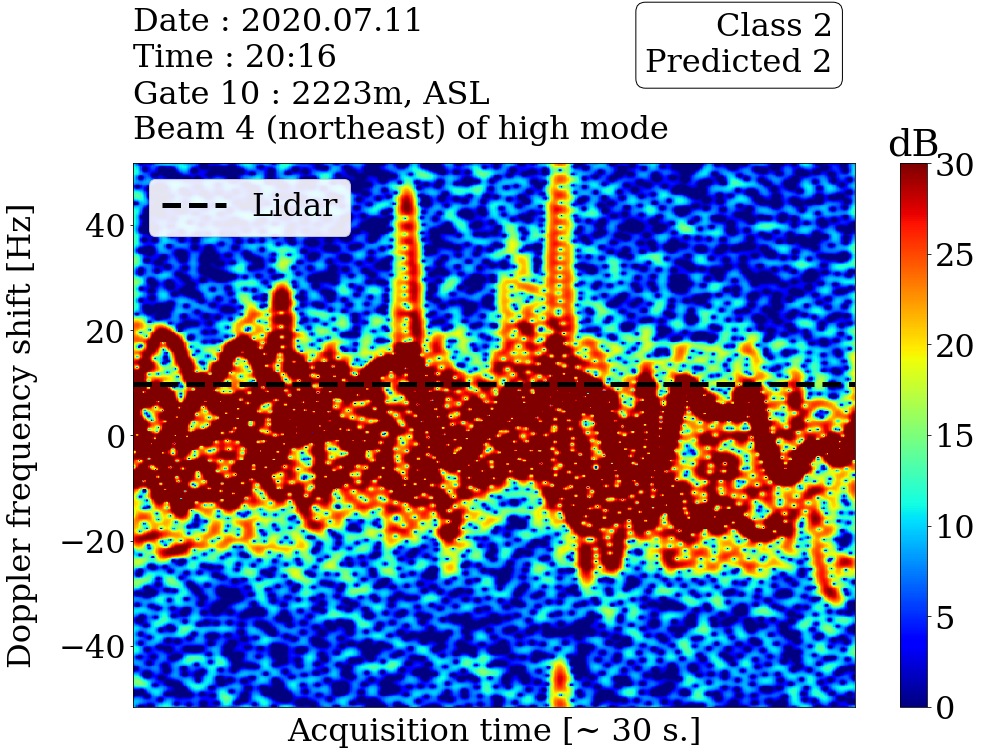 Date : 2020.07.11
Time : 20:16
Gate 10 : 2223m, ASL
Beam 4 (northeast) of high mode
Class 2
Predicted 2
dB
Lidar
Doppler frequency shift [Hz]
40
20
0
−20
−40
30
25
20
15
10
5
0
Acquisition time [~ 30 s.]